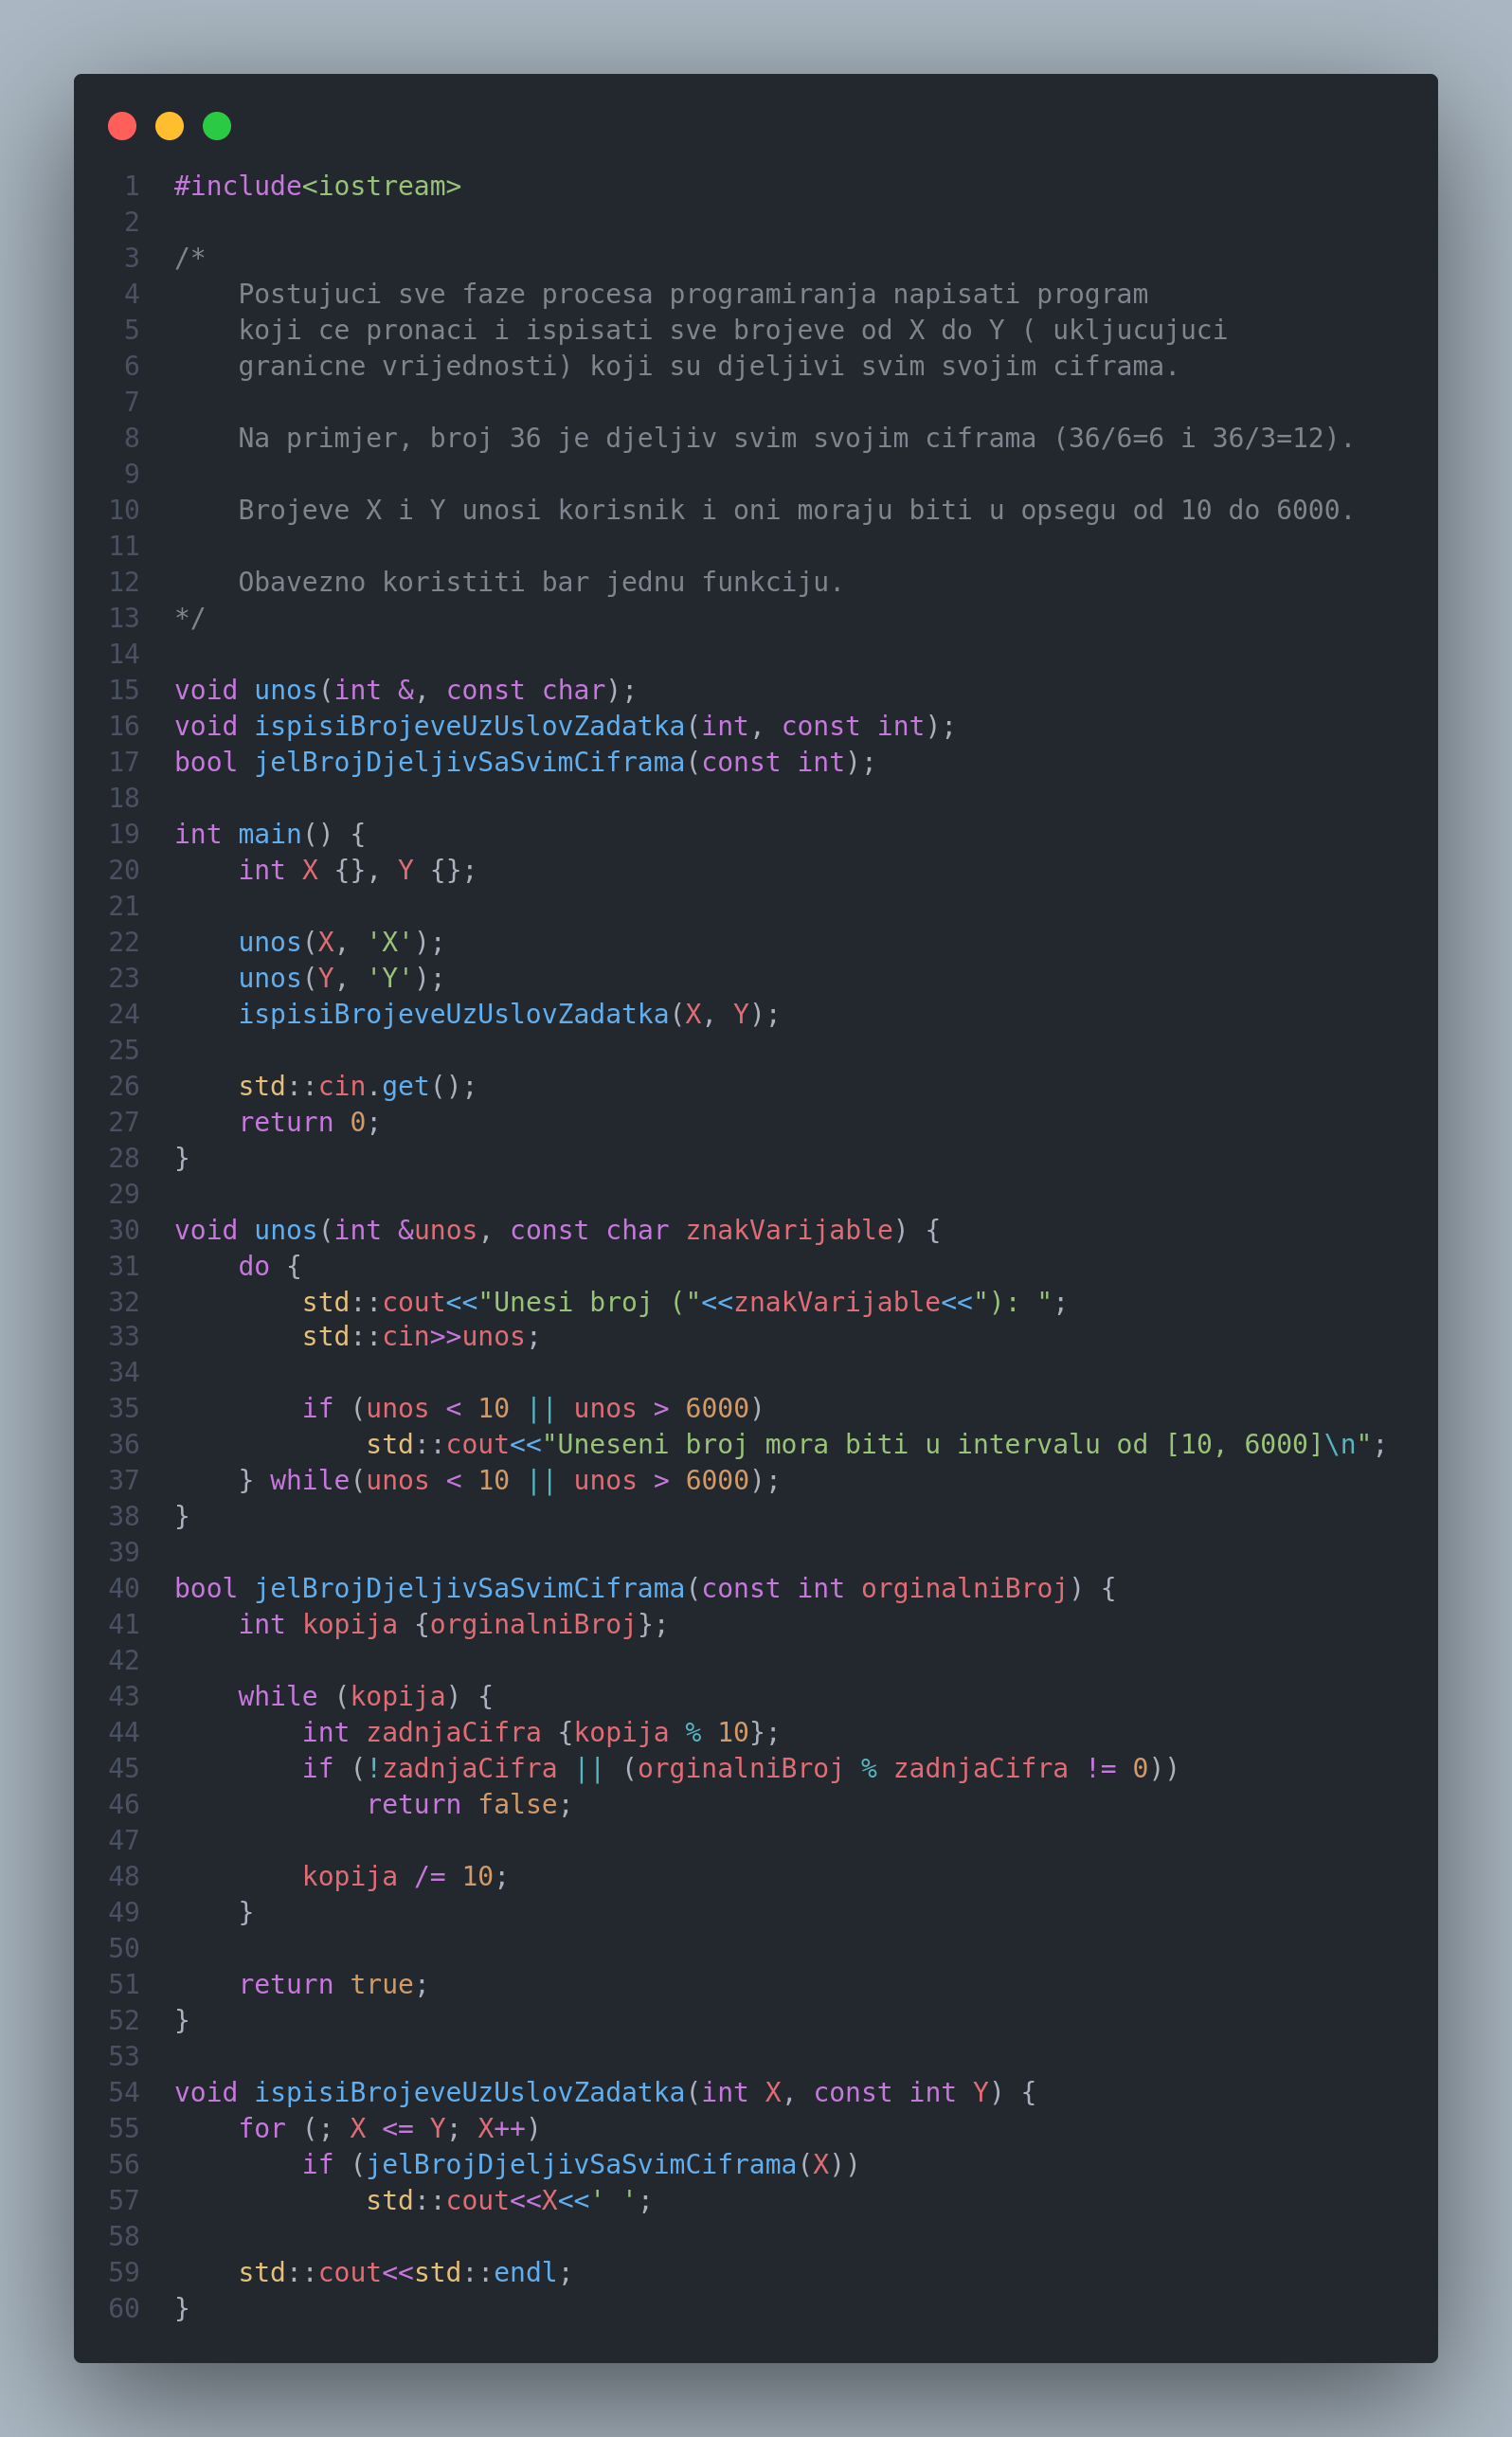 1 #include<iostream>
2
3 /*
4     Postujuci sve faze procesa programiranja napisati program
5     koji ce pronaci i ispisati sve brojeve od X do Y ( ukljucujuci
6     granicne vrijednosti) koji su djeljivi svim svojim ciframa.
7
8     Na primjer, broj 36 je djeljiv svim svojim ciframa (36/6=6 i 36/3=12).
9
10     Brojeve X i Y unosi korisnik i oni moraju biti u opsegu od 10 do 6000.
11
12     Obavezno koristiti bar jednu funkciju.
13 */
14
15 void unos(int &, const char);
16 void ispisiBrojeveUzUslovZadatka(int, const int);
17 bool jelBrojDjeljivSaSvimCiframa(const int);
18
19 int main() {
20     int X {}, Y {};
21
22     unos(X, 'X');
23     unos(Y, 'Y');
24     ispisiBrojeveUzUslovZadatka(X, Y);
25
26     std::cin.get();
27     return 0;
28 }
29
30 void unos(int &unos, const char znakVarijable) {
31     do {
32         std::cout<<"Unesi broj ("<<znakVarijable<<"): ";
33         std::cin>>unos;
34
35         if (unos < 10 || unos > 6000)
36             std::cout<<"Uneseni broj mora biti u intervalu od [10, 6000]\n";
37     } while(unos < 10 || unos > 6000);
38 }
39
40 bool jelBrojDjeljivSaSvimCiframa(const int orginalniBroj) {
41     int kopija {orginalniBroj};
42
43     while (kopija) {
44         int zadnjaCifra {kopija % 10};
45         if (!zadnjaCifra || (orginalniBroj % zadnjaCifra != 0))
46             return false;
47
48         kopija /= 10;
49     }
50
51     return true;
52 }
53
54 void ispisiBrojeveUzUslovZadatka(int X, const int Y) {
55     for (; X <= Y; X++)
56         if (jelBrojDjeljivSaSvimCiframa(X))
57             std::cout<<X<<' ';
58
59     std::cout<<std::endl;
60 }